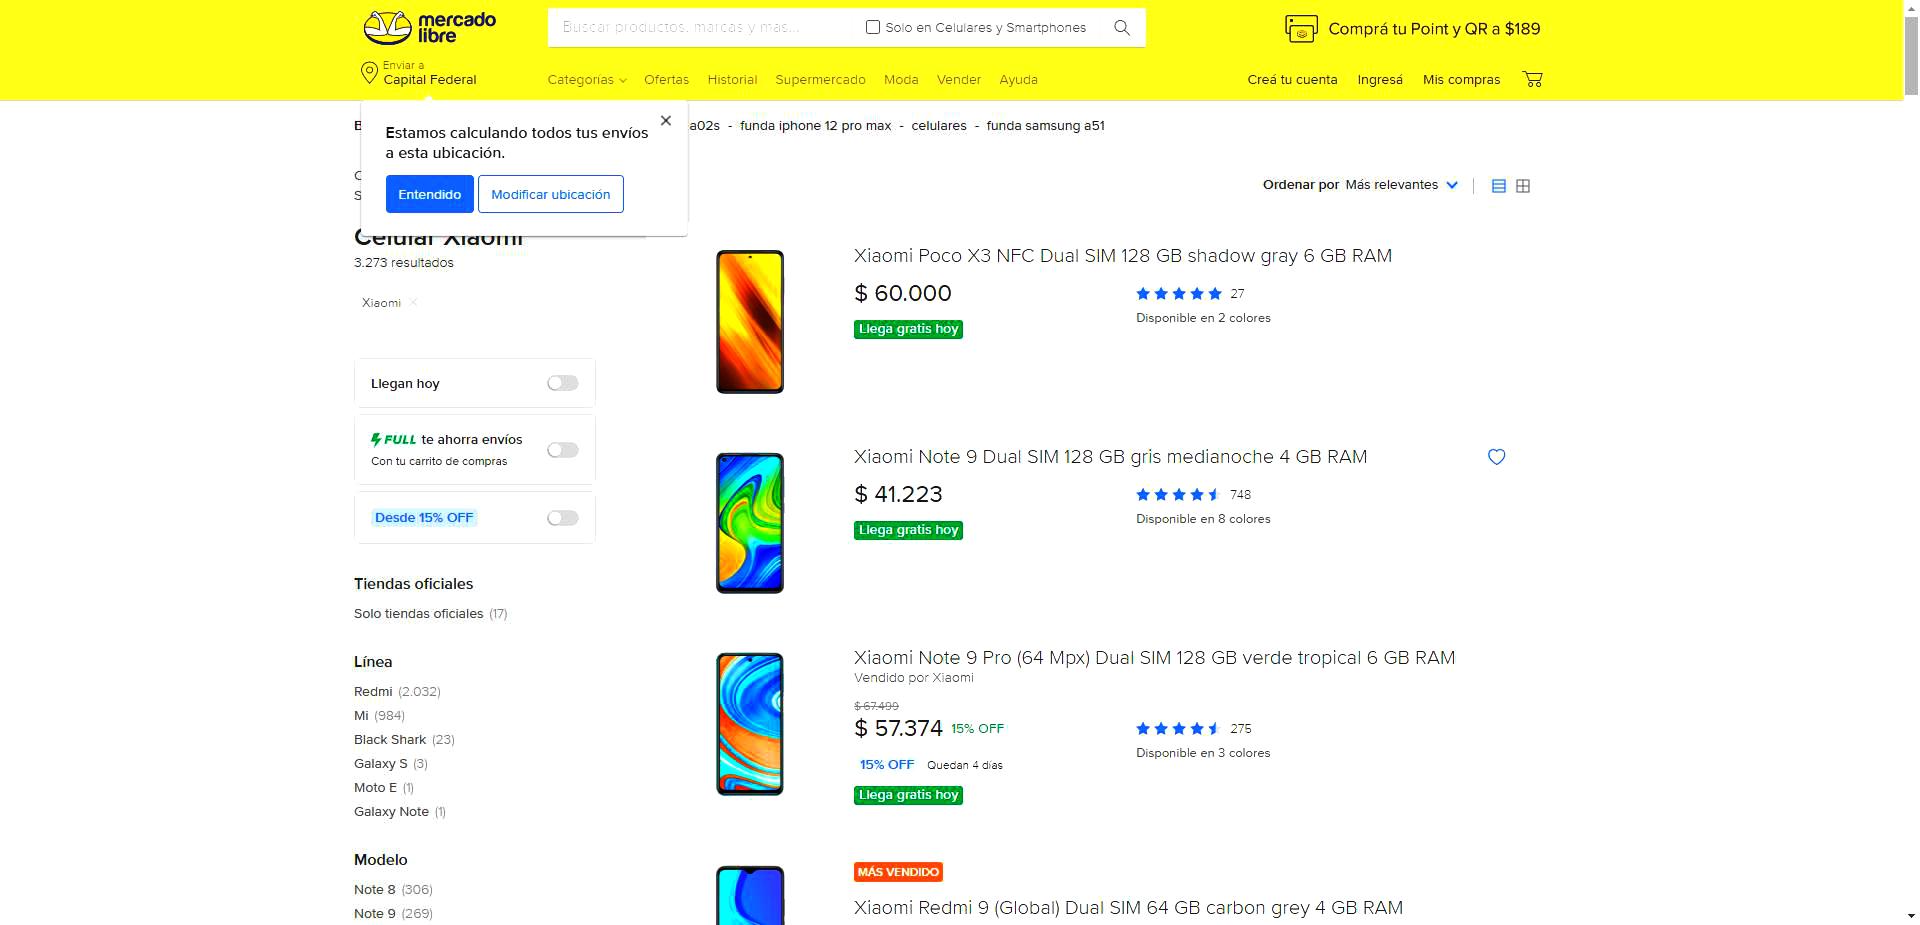 mercado
libre
Buscar productos, marcas y más...
Solo en Celulares y Smartphones
Comprá tu Point y QR a $189
Enviar a
Capital Federal
Categorías
Ofertas
Historial
Supermercado
Moda
Vender
Ayuda
Creá tu cuenta
Ingresá
Mis compras
a02s - funda iphone 12 pro max - celulares - funda samsung a51
Estamos calculando todos tus envíos
a esta ubicación.
Entendido
Modificar ubicación
Ordenar por Más relevantes
Celular Xiaomi
3.273 resultados
Xiaomi
Llegan hoy
FULL te ahorra envíos
Con tu carrito de compras
Desde 15% OFF
Tiendas oficiales
Solo tiendas oficiales (17)
Línea
Redmi (2.032)
Mi (984)
Black Shark (23)
Galaxy S (3)
Moto E (1)
Galaxy Note (1)
Modelo
Note 8 (306)
Note 9 (269)
Xiaomi Poco X3 NFC Dual SIM 128 GB shadow gray 6 GB RAM
$ 60.000
27
Disponible en 2 colores
Llega gratis hoy
Xiaomi Note 9 Dual SIM 128 GB gris medianoche 4 GB RAM
$ 41.223
748
Disponible en 8 colores
Llega gratis hoy
Xiaomi Note 9 Pro (64 Mpx) Dual SIM 128 GB verde tropical 6 GB RAM
Vendido por Xiaomi
$ 67.499
$ 57.374 15% OFF
275
Disponible en 3 colores
15% OFF Quedan 4 días
Llega gratis hoy
MÁS VENDIDO
Xiaomi Redmi 9 (Global) Dual SIM 64 GB carbon grey 4 GB RAM